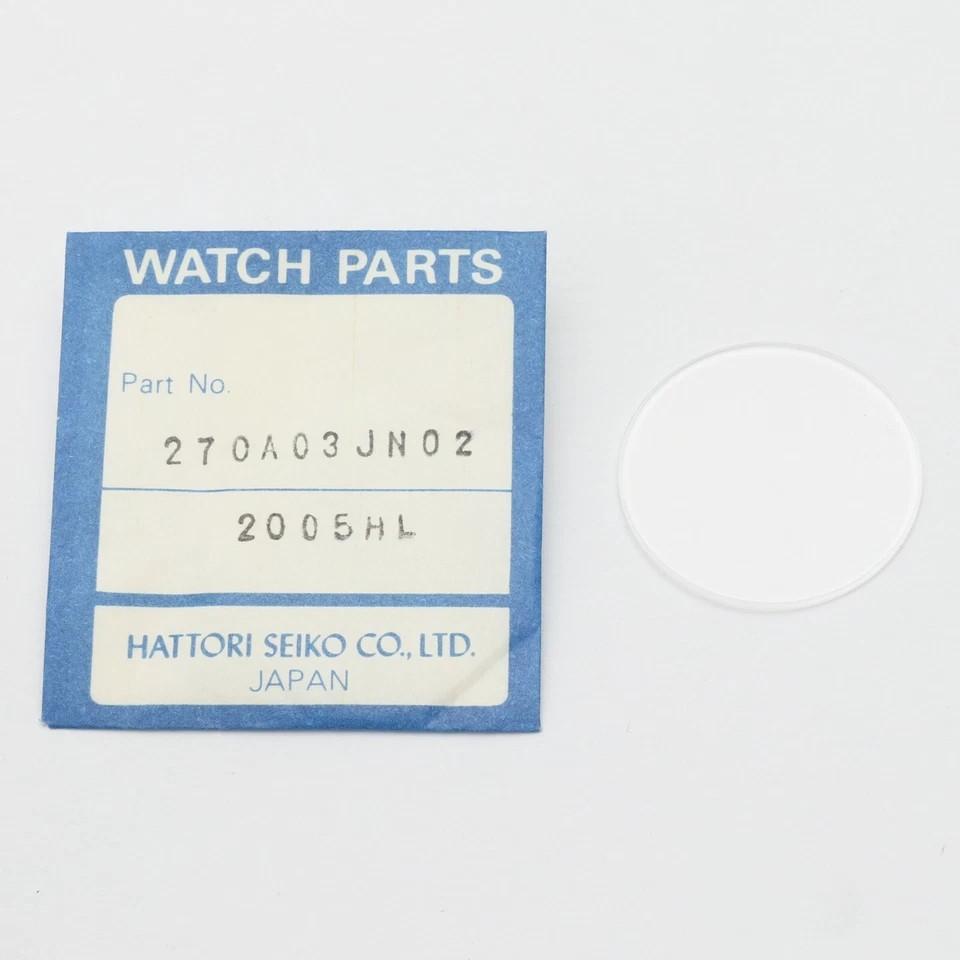 WATCH PARTS
Part No.
270A03JN02
2005HL
HATTORI SEIKO CO., LTD.
JAPAN